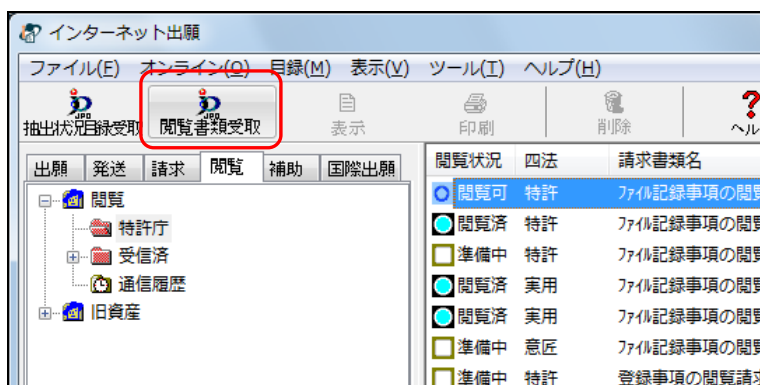 インターネット出願
ファイル(F) オンライン(O) 目録(M) 表示(V) ツール(T) ヘルプ(H)
JPO JPO
抽出状況目録受取 閲覧書類受取 表示 印刷 削除 ヘル
出願 発送 請求 閲覧 補助 国際出願
閲覧
特許庁
受信済
通信履歴
旧資産
閲覧状況 四法 請求書類名
閲覧可 特許 ファイル記録事項の閲覧
閲覧済 特許 ファイル記録事項の閲覧
準備中 特許 ファイル記録事項の閲覧
閲覧済 実用 ファイル記録事項の閲覧
閲覧済 実用 ファイル記録事項の閲覧
準備中 意匠 ファイル記録事項の閲覧
準備中 特許 登録事項の閲覧請求